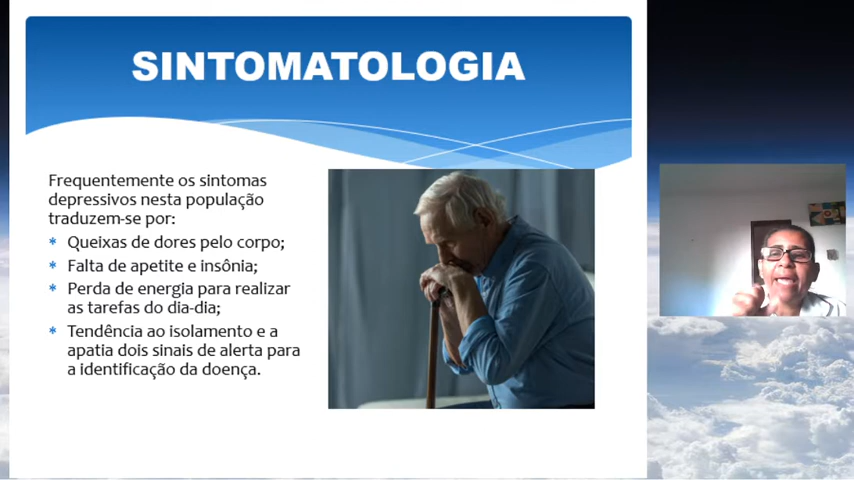 SINTOMATOLOGIA
Frequentemente os sintomas
depressivos nesta população
traduzem-se por:
* Queixas de dores pelo corpo;
* Falta de apetite e insônia;
* Perda de energia para realizar
as tarefas do dia-dia;
* Tendência ao isolamento e a
apatia dois sinais de alerta para
a identificação da doença.